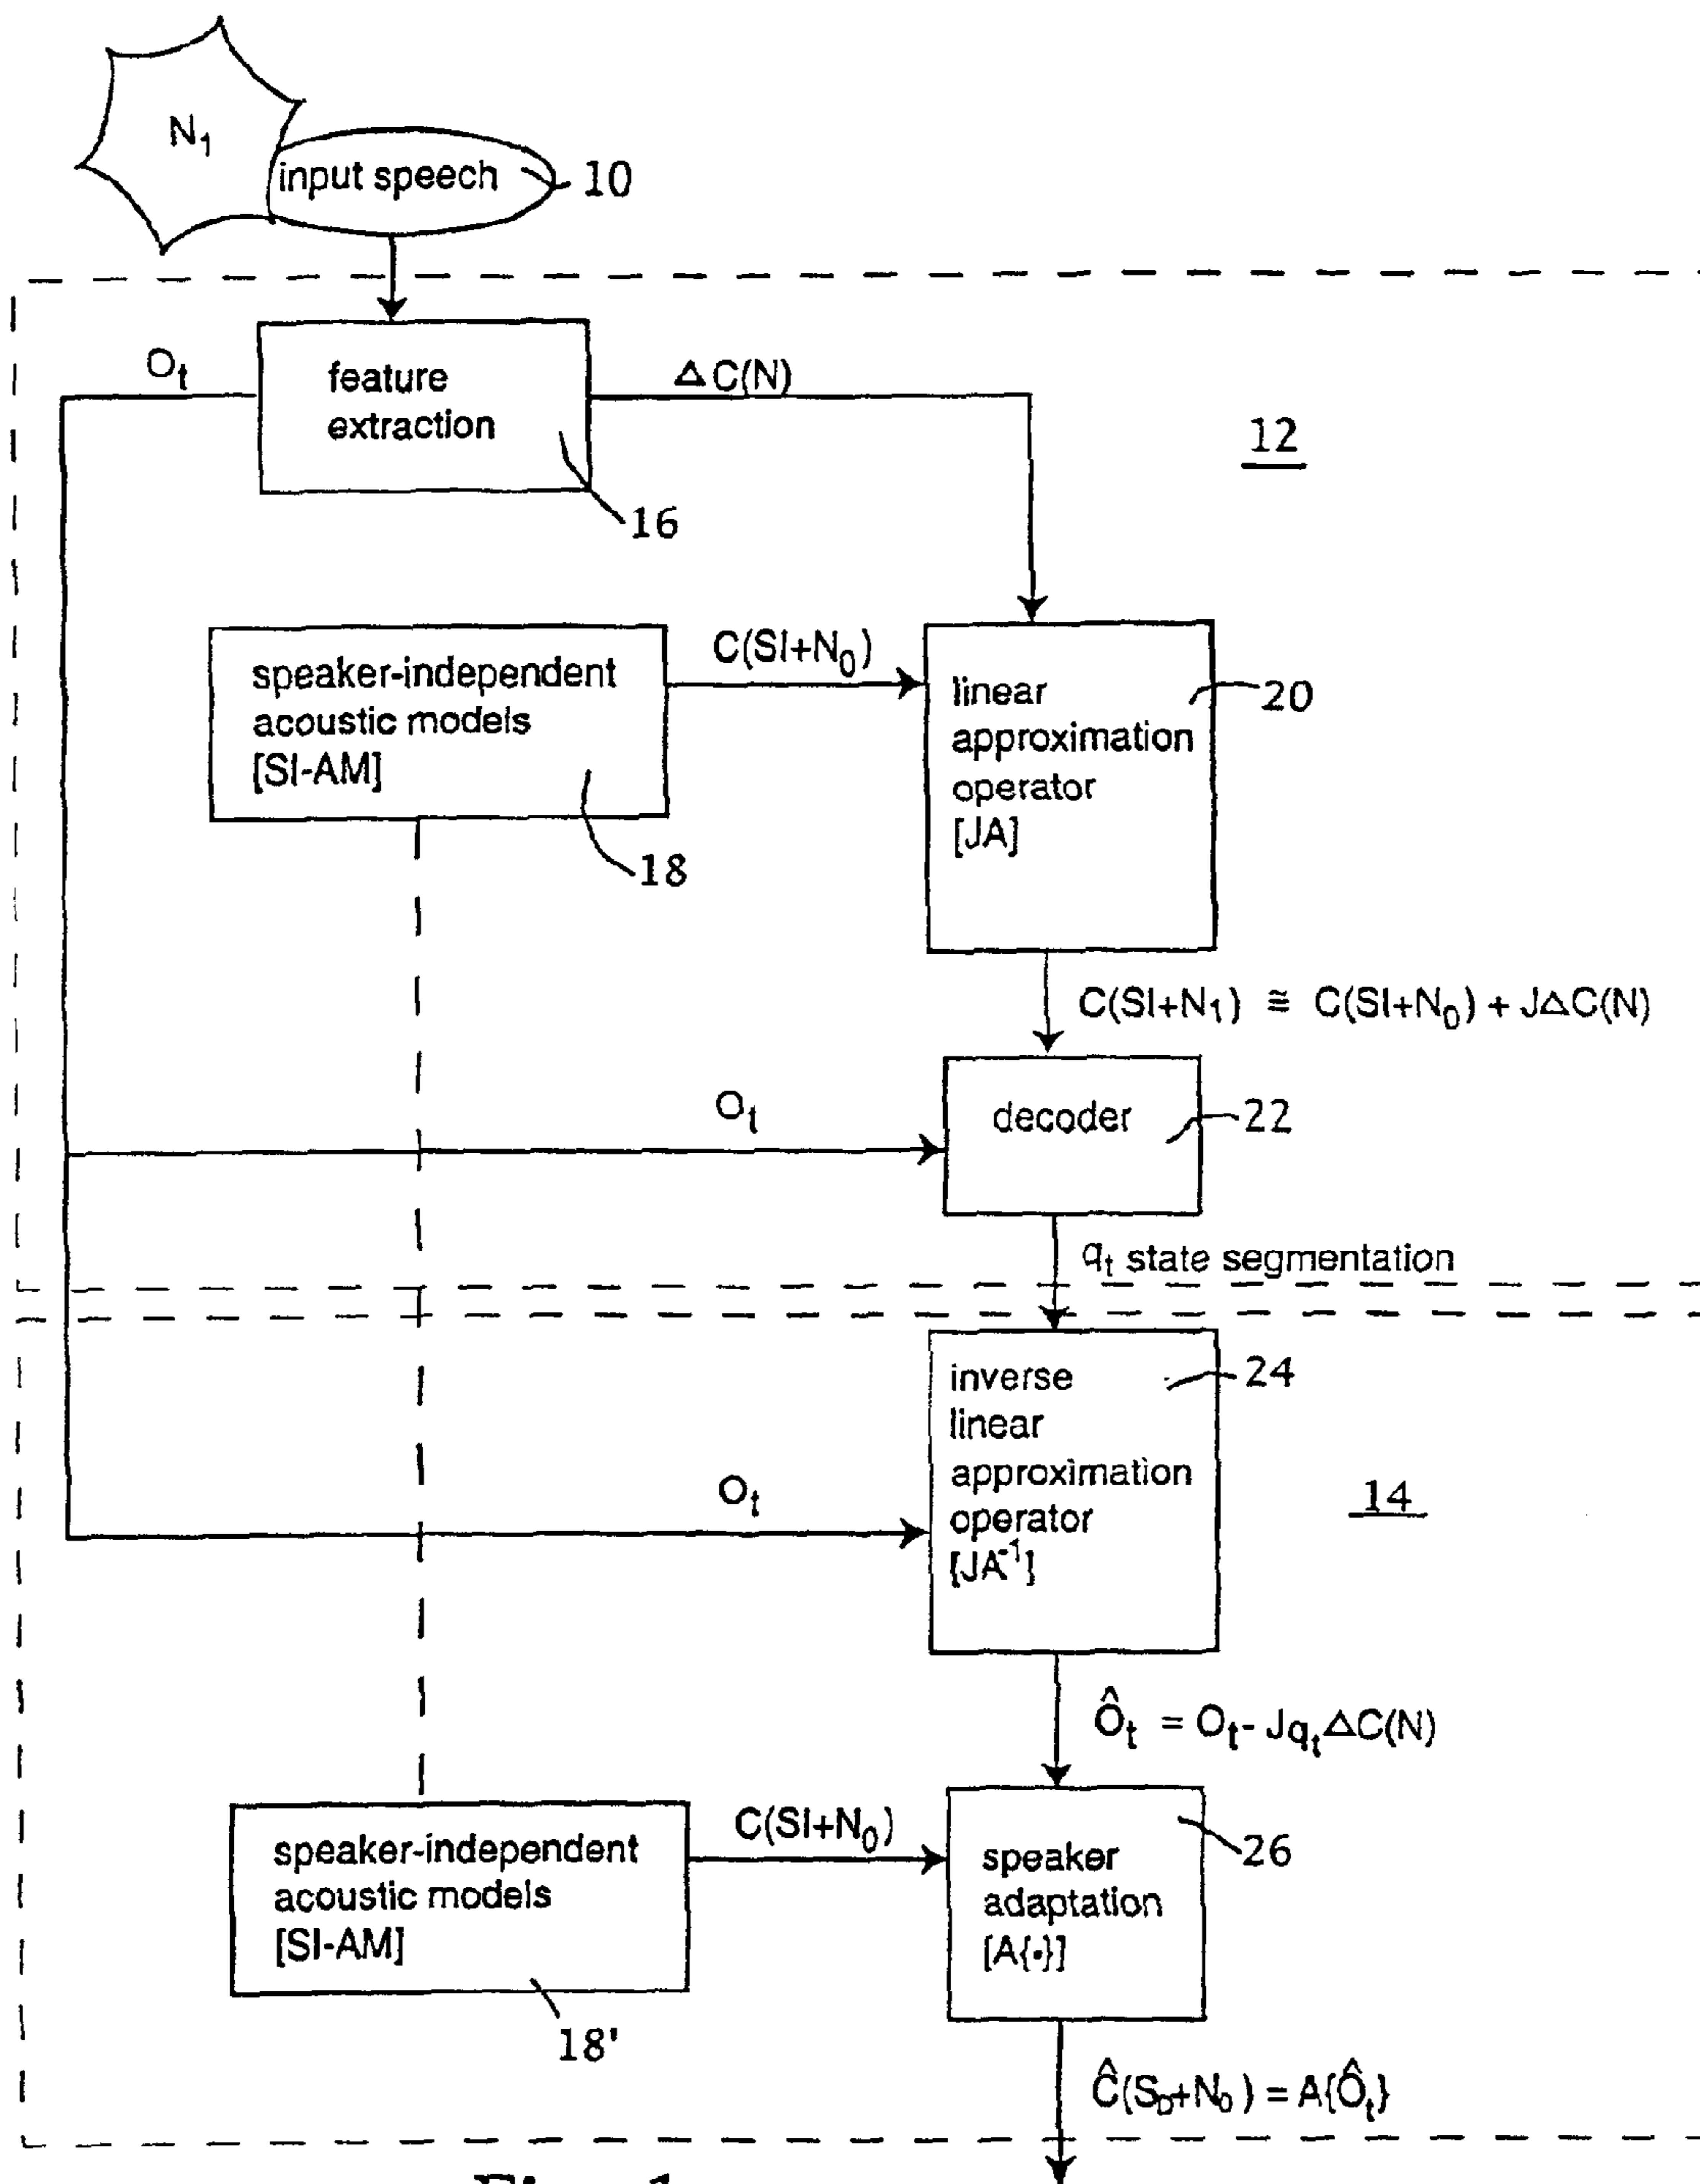 N₁
input speech
10
Oₜ
feature
extraction
ΔC(N)
12
16
speaker-independent
acoustic models
[SI-AM]
C(SI+N₀)
linear
approximation
operator
[JA]
20
18
C(SI+N₁) ≅ C(SI+N₀) + JΔC(N)
Oₜ
decoder
22
qₜ state segmentation
inverse
linear
approximation
operator
[JA⁻¹]
24
Oₜ
14
Ôₜ = Oₜ- Jqₜ ΔC(N)
speaker-independent
acoustic models
[SI-AM]
C(SI+N₀)
speaker
adaptation
[A{•}]
26
18'
Ĉ(S_D+N₀) = A{Ôₜ}